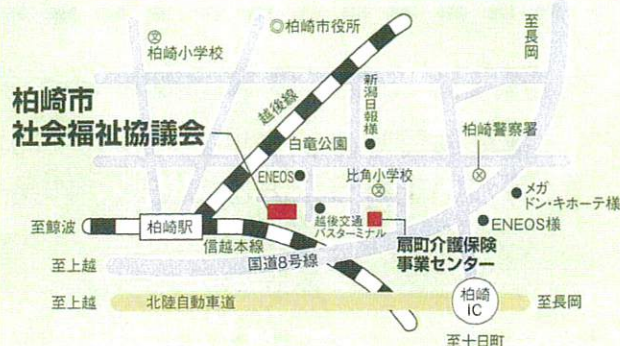 ◎柏崎市役所
柏崎小学校
至長岡
越後線
新潟日報様
柏崎市
社会福祉協議会
白竜公園
柏崎警察署
ENEOS
比角小学校
メガ
ドン・キホーテ様
至鯨波
柏崎駅
越後交通
バスターミナル
ENEOS様
信越本線
扇町介護保険
事業センター
至上越
国道8号線
至上越
北陸自動車道
柏崎
IC
至長岡
至十日町